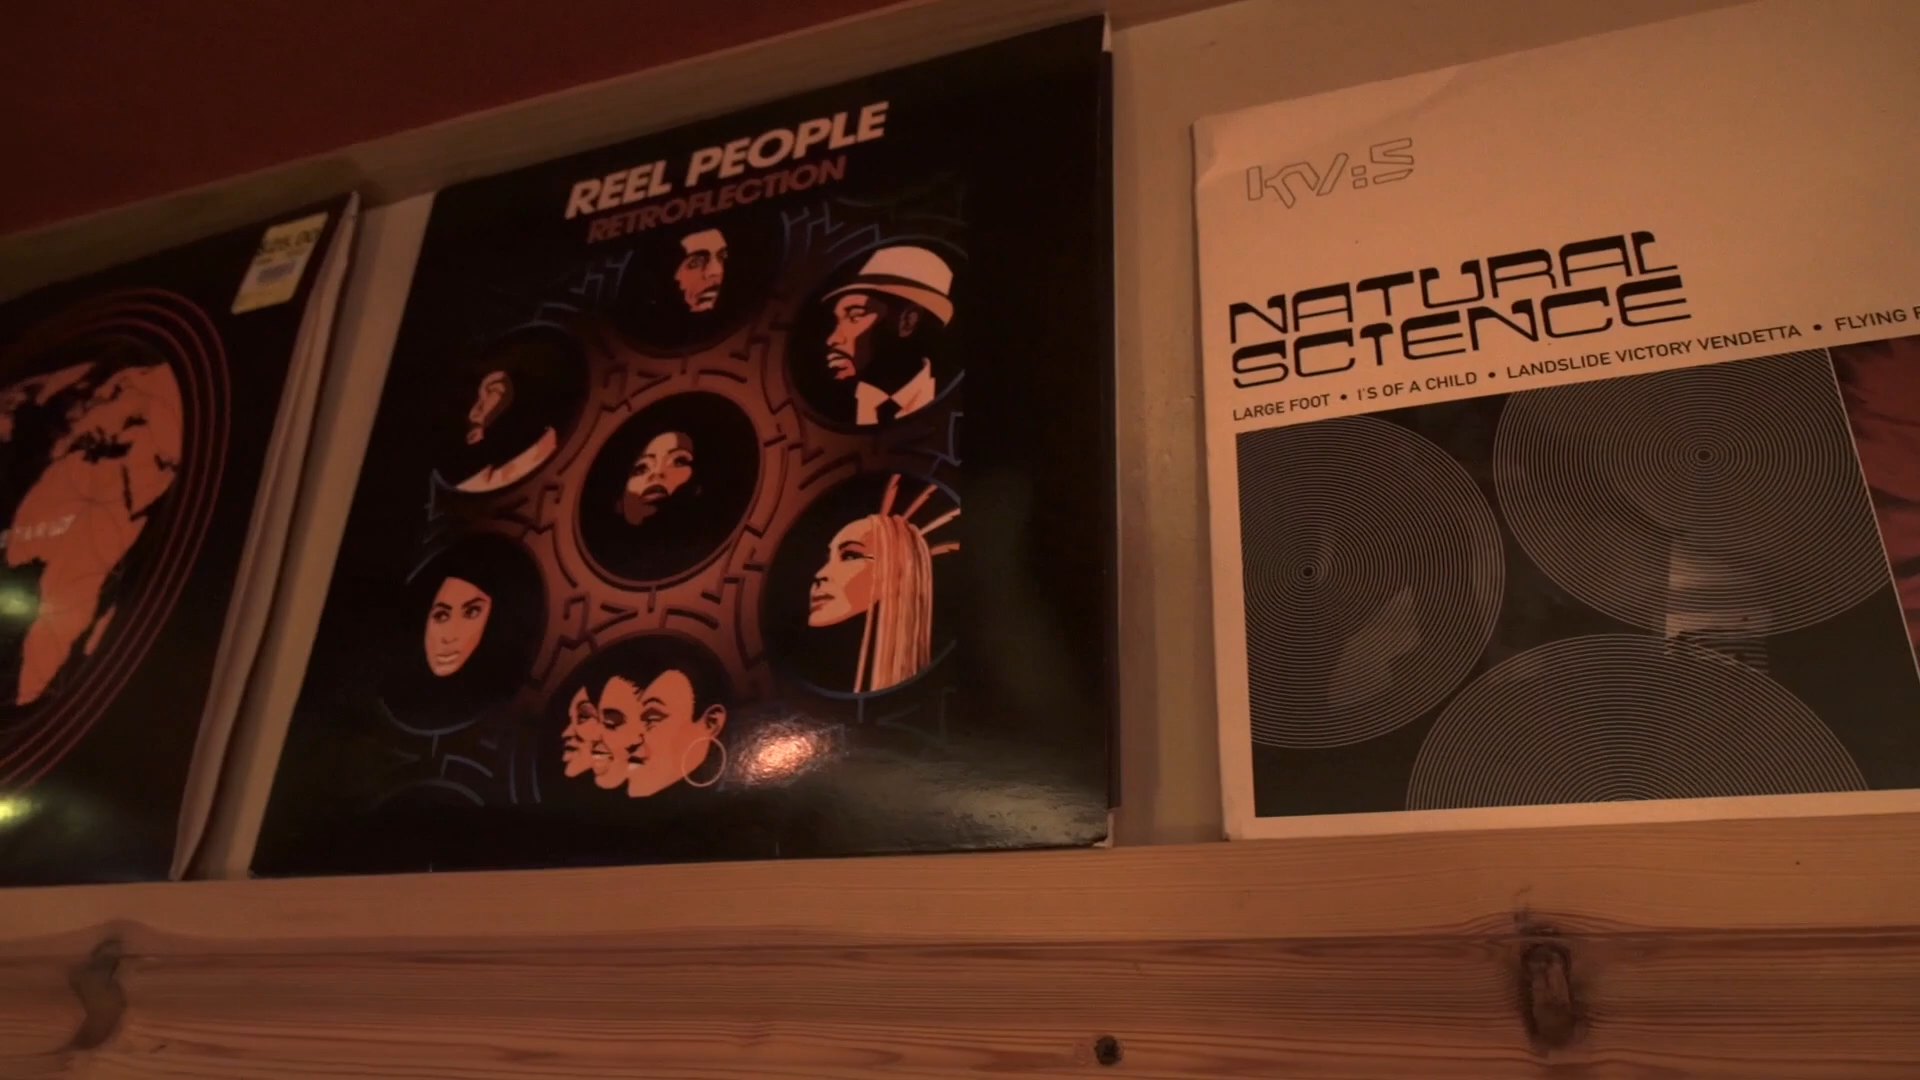 REEL PEOPLE
RETROFLECTION
KV:5
NATURAL
SCIENCE
LARGE FOOT • I'S OF A CHILD • LANDSLIDE VICTORY VENDETTA • FLYING